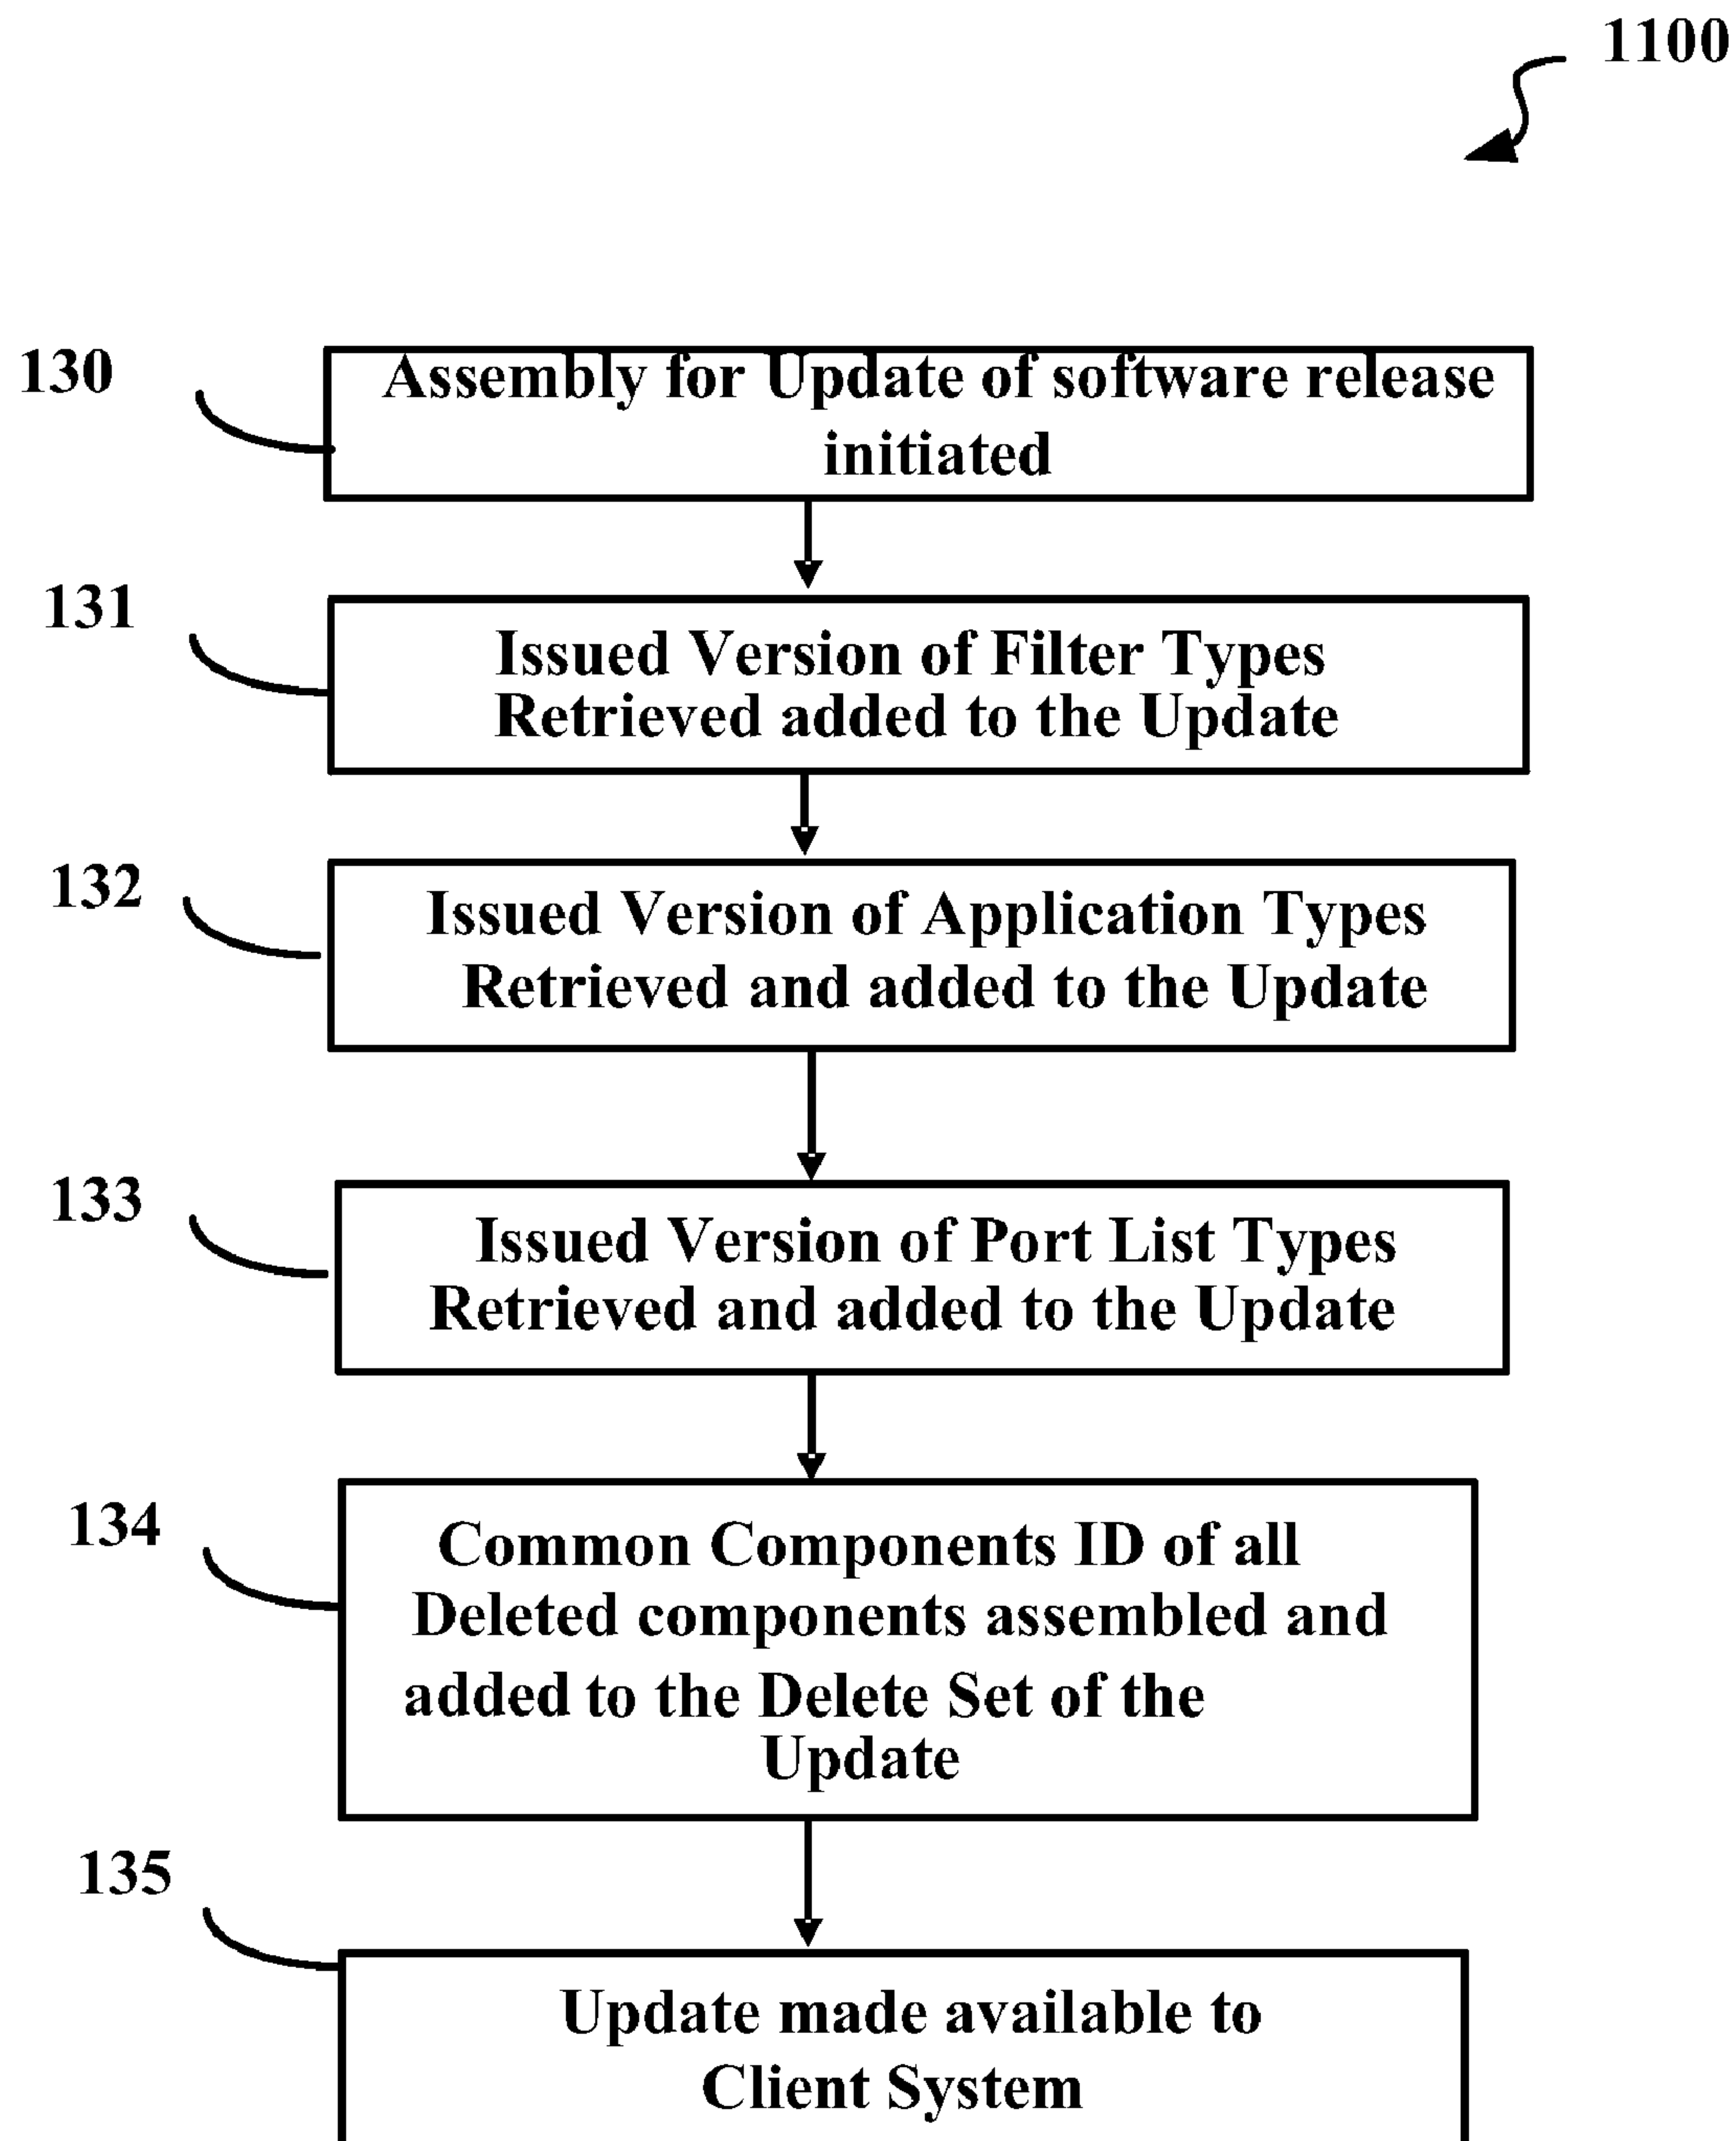 1100
130
Assembly for Update of software release
initiated
131
Issued Version of Filter Types
Retrieved added to the Update
132
Issued Version of Application Types
Retrieved and added to the Update
133
Issued Version of Port List Types
Retrieved and added to the Update
134
Common Components ID of all
Deleted components assembled and
added to the Delete Set of the
Update
135
Update made available to
Client System